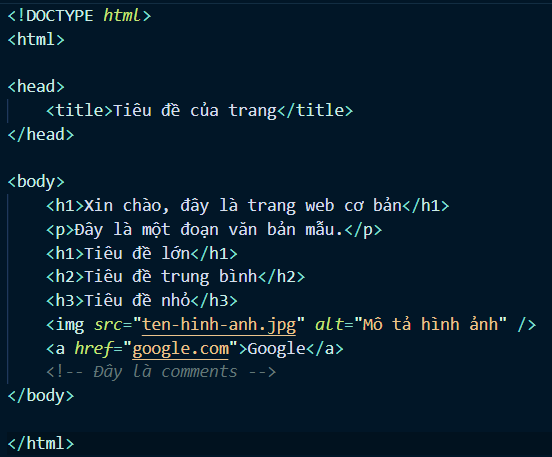 <!DOCTYPE html>
<html>
<head>
<title>Tiêu đề của trang</title>
</head>
<body>
<h1>Xin chào, đây là trang web cơ bản</h1>
<p>Đây là một đoạn văn bản mẫu.</p>
<h1>Tiêu đề lớn</h1>
<h2>Tiêu đề trung bình</h2>
<h3>Tiêu đề nhỏ</h3>
<img src="ten-hinh-anh.jpg" alt="Mô tả hình ảnh" />
<a href="google.com">Google</a>
<!-- Đây là comments -->
</body>
</html>